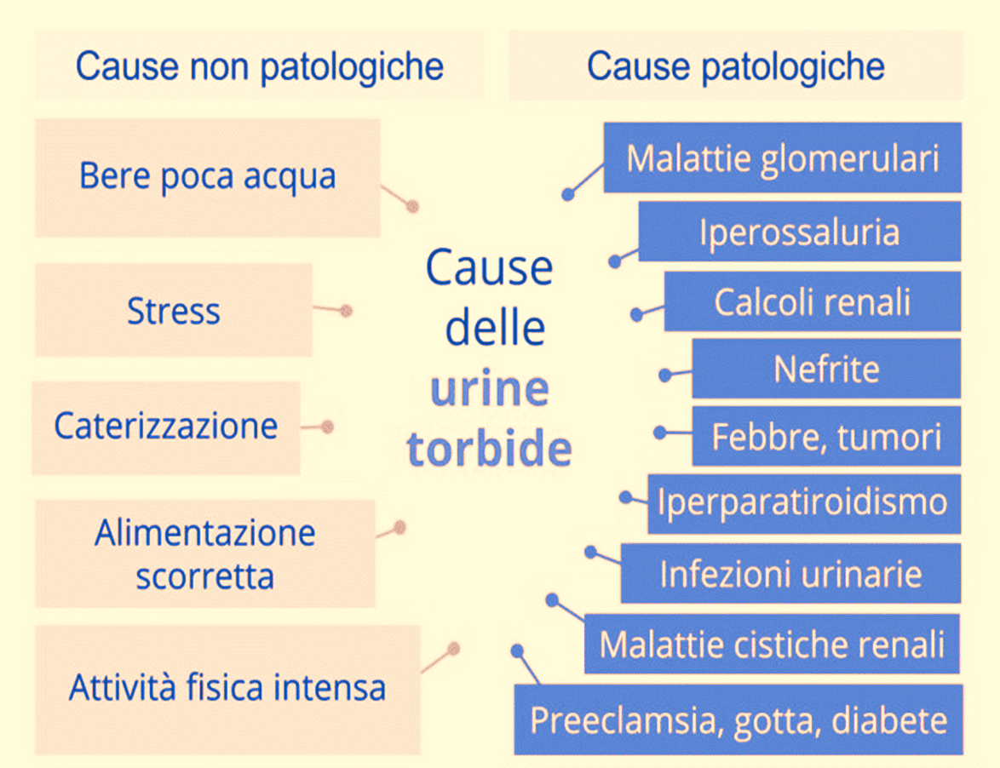 Cause non patologiche
Cause patologiche
Bere poca acqua
Stress
Caterizzazione
Alimentazione
scorretta
Attività fisica intensa
Cause
delle
urine
torbide
Malattie glomerulari
Iperossaluria
Calcoli renali
Nefrite
Febbre, tumori
Iperparatiroidismo
Infezioni urinarie
Malattie cistiche renali
Preeclamsia, gotta, diabete